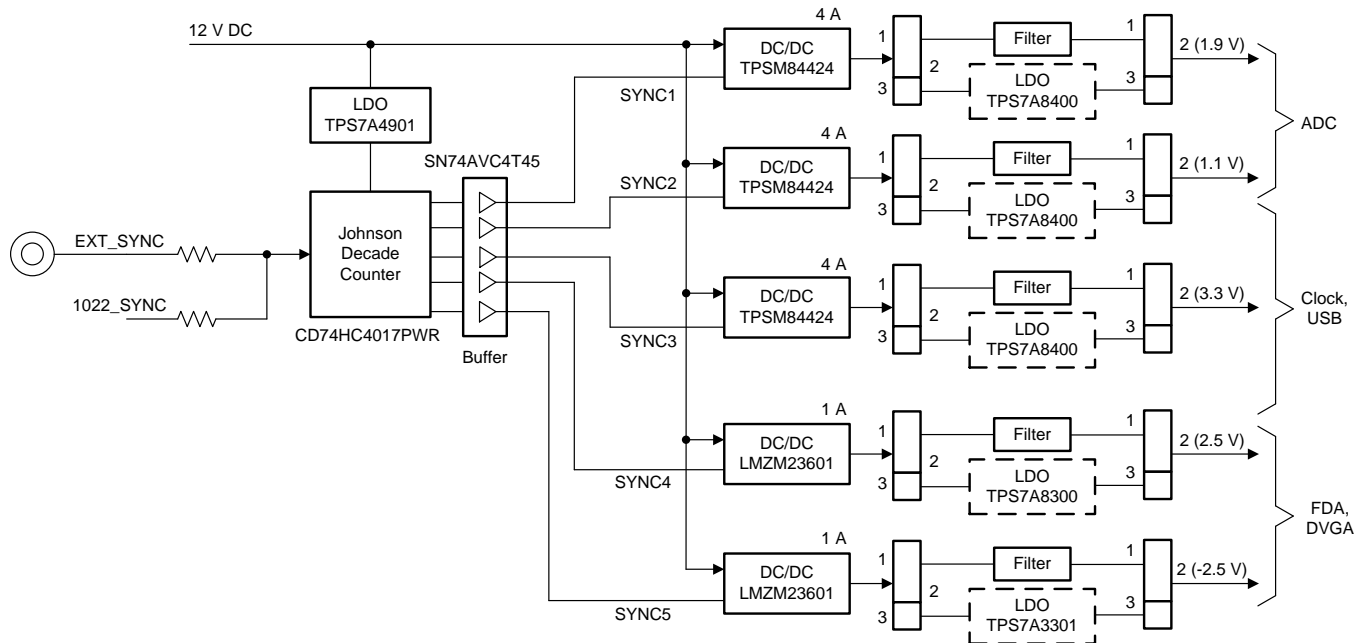 12 V DC
LDO
TPS7A4901
SN74AVC4T45
EXT_SYNC
1022_SYNC
Johnson
Decade
Counter
CD74HC4017PWR
Buffer
SYNC1
SYNC2
SYNC3
SYNC4
SYNC5
4 A
DC/DC
TPSM84424
1
2
3
Filter
LDO
TPS7A8400
1
3
2 (1.9 V)
4 A
DC/DC
TPSM84424
1
2
3
Filter
LDO
TPS7A8400
1
3
2 (1.1 V)
ADC
4 A
DC/DC
TPSM84424
1
2
3
Filter
LDO
TPS7A8400
1
3
2 (3.3 V)
Clock,
USB
1 A
DC/DC
LMZM23601
1
2
3
Filter
LDO
TPS7A8300
1
3
2 (2.5 V)
1 A
DC/DC
LMZM23601
1
2
3
Filter
LDO
TPS7A3301
1
3
2 (-2.5 V)
FDA,
DVGA